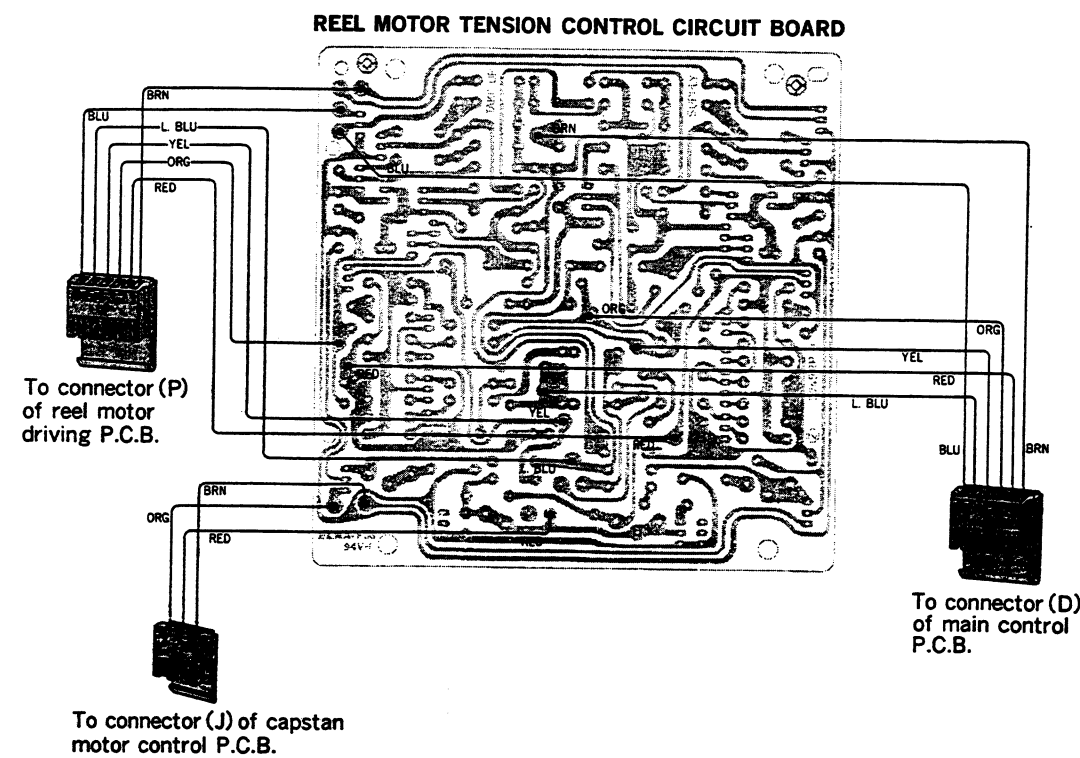 REEL MOTOR TENSION CONTROL CIRCUIT BOARD
BRN
BLU
L. BLU
YEL
ORG
RED
BRN
BLU
To connector (P)
of reel motor
driving P.C.B.
ORG
ORG
YEL
RED
RED
L. BLU
YEL
RED
L. BLU
BLU
BRN
BRN
ORG
RED
RED
94V-
To connector (D)
of main control
P.C.B.
To connector (J) of capstan
motor control P.C.B.